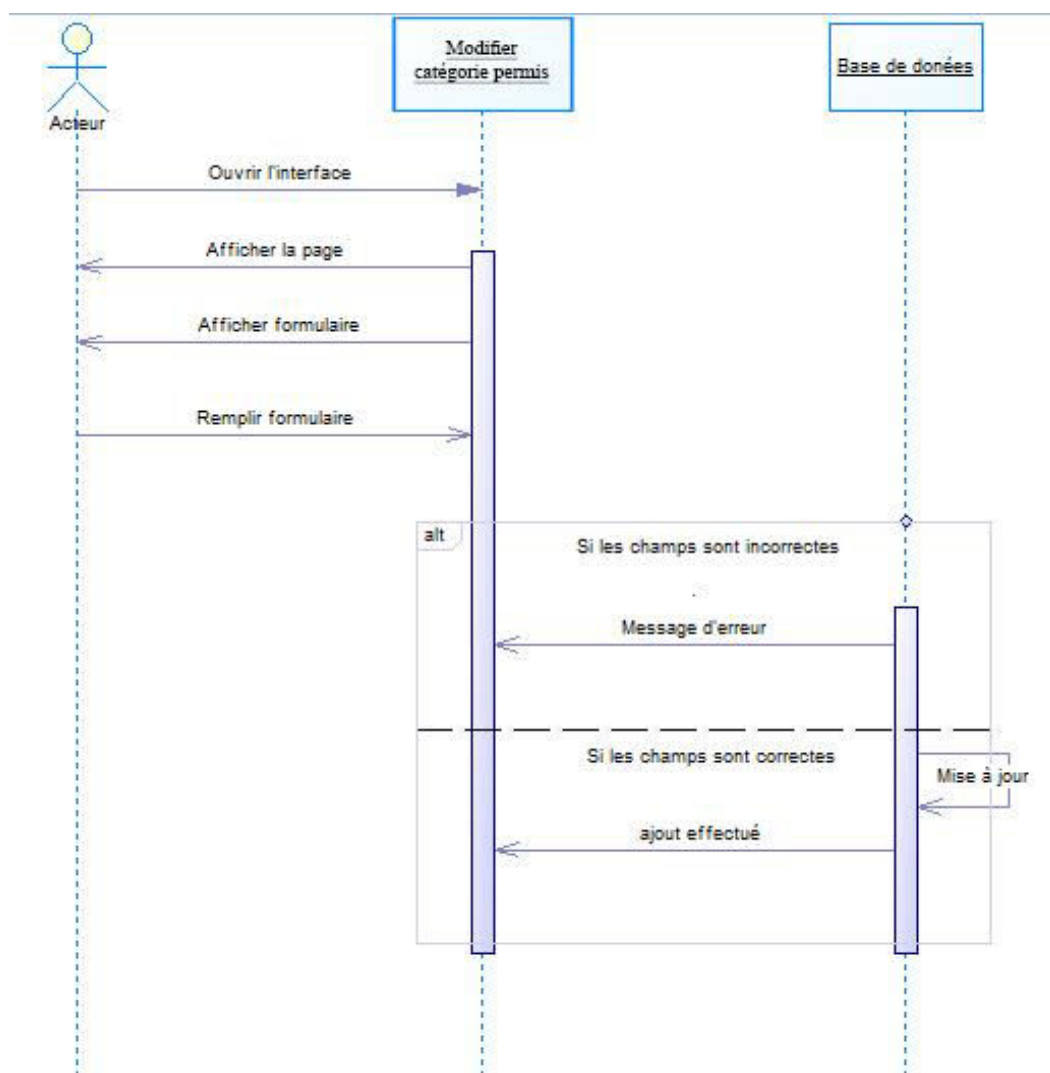 Modifier
catégorie permis
Base de donées
Acteur
Ouvrir l'interface
Afficher la page
Afficher formulaire
Remplir formulaire
alt
Si les champs sont incorrectes
Message d'erreur
Si les champs sont correctes
Mise à jour
ajout effectué